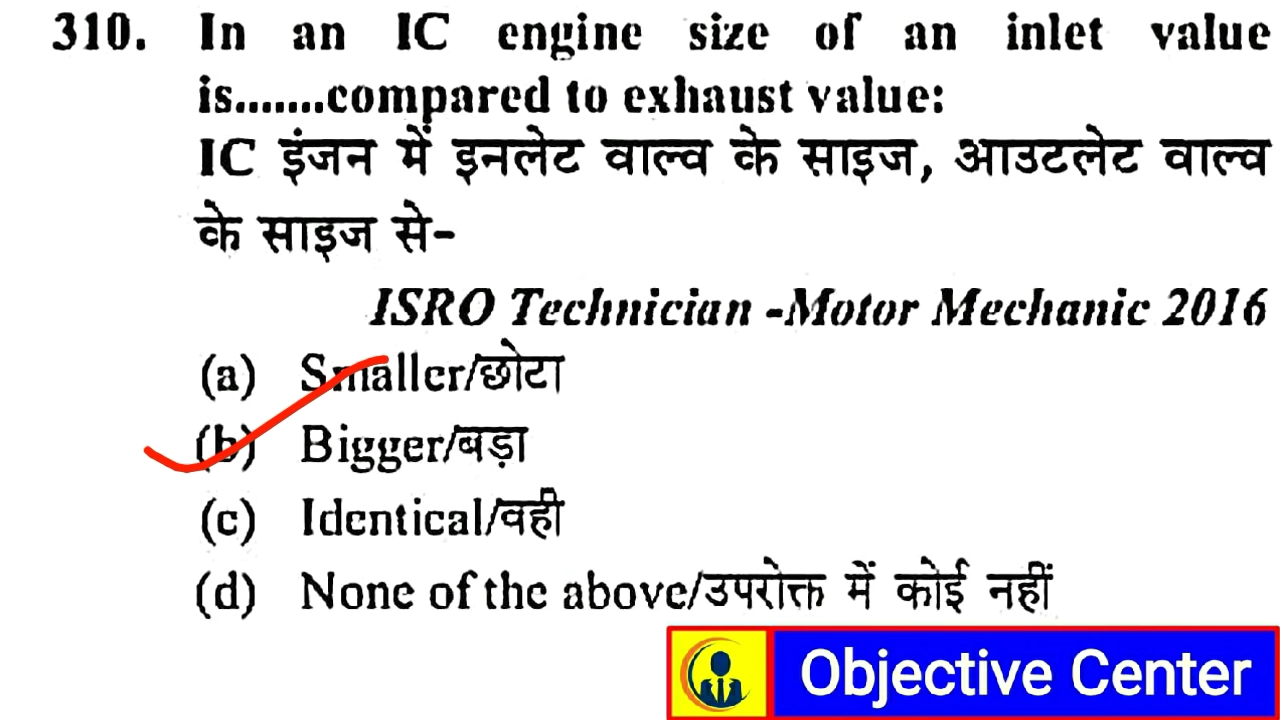 310. In an IC engine size of an inlet value
is.......compared to exhaust value:
IC इंजन में इनलेट वाल्व के साइज, आउटलेट वाल्व
के साइज से-
ISRO Technician -Motor Mechanic 2016
(a) Smaller/छोटा
(b) Bigger/बड़ा
(c) Identical/वही
(d) None of the above/उपरोक्त में कोई नहीं
Objective Center